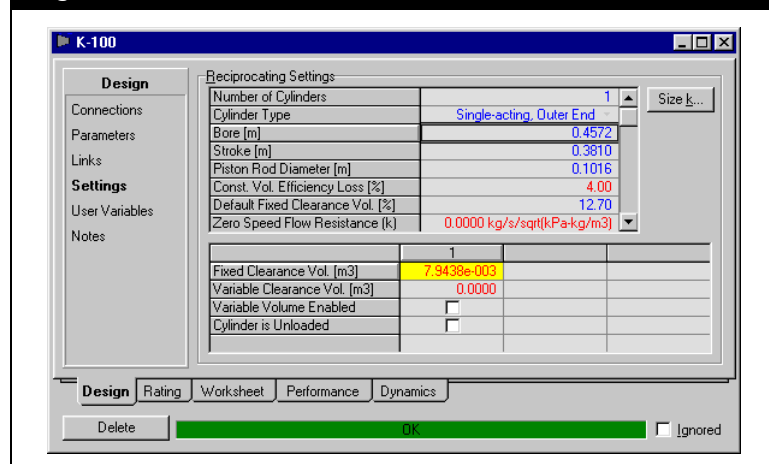 K-100
Design
Connections
Parameters
Links
Settings
User Variables
Notes
Reciprocating Settings
Number of Cylinders 1
Cylinder Type Single-acting, Outer End
Bore [m] 0.4572
Stroke [m] 0.3810
Piston Rod Diameter [m] 0.1016
Const. Vol. Efficiency Loss [%] 4.00
Default Fixed Clearance Vol. [%] 12.70
Zero Speed Flow Resistance (k) 0.0000 kg/s/sqrt(kPa-kg/m3)
Size k...
1
Fixed Clearance Vol. [m3] 7.9438e-003
Variable Clearance Vol. [m3] 0.0000
Variable Volume Enabled
Cylinder is Unloaded
Design Rating Worksheet Performance Dynamics
Delete OK Ignored